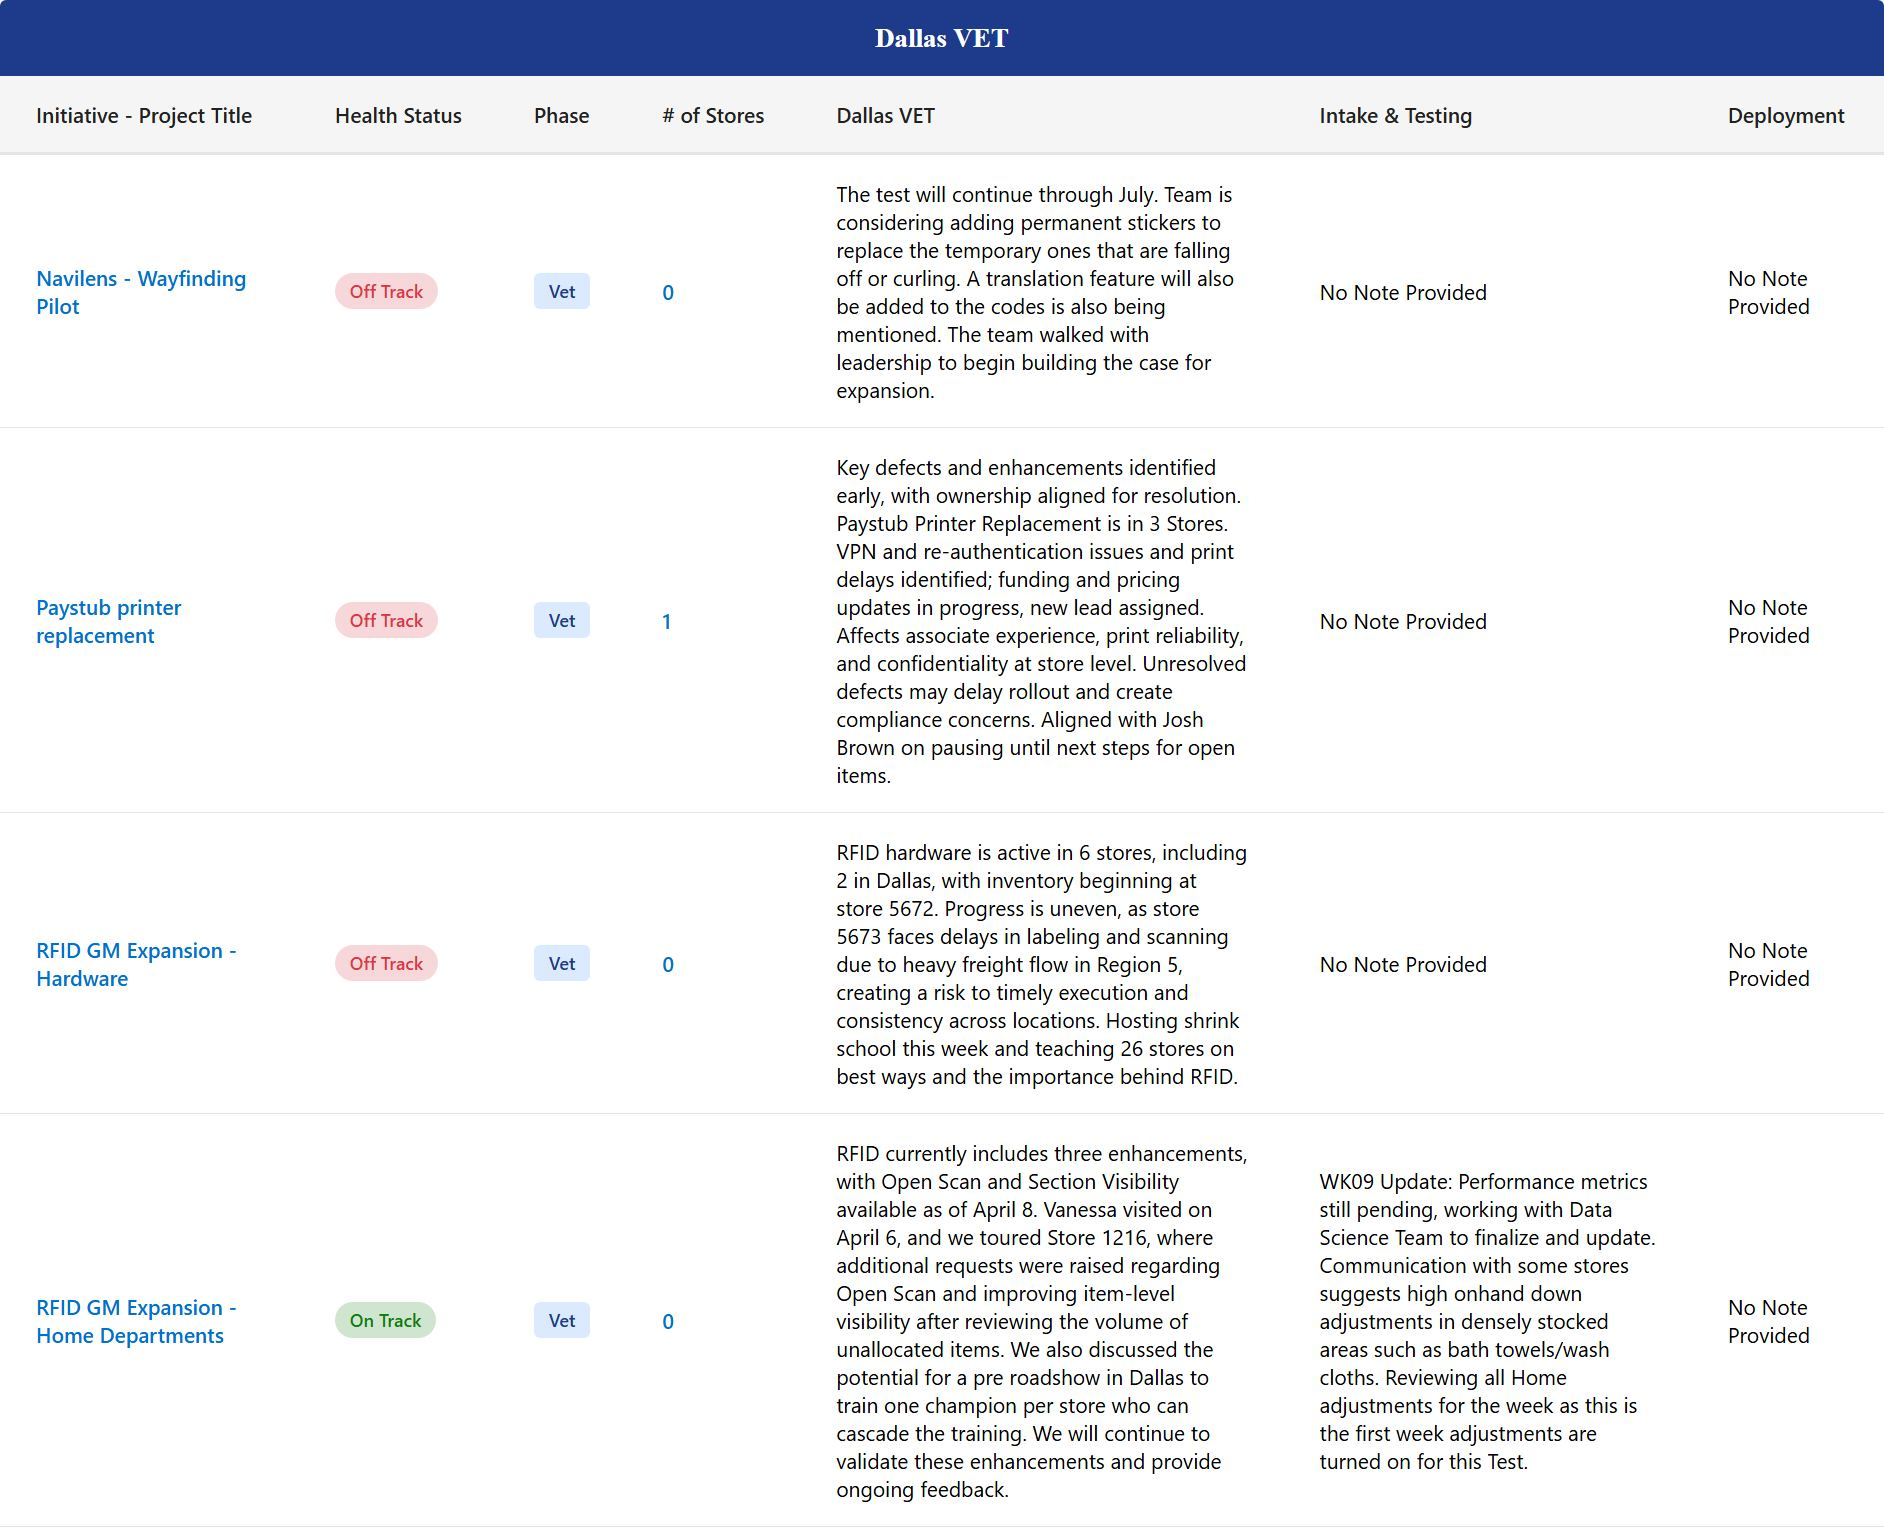 Dallas VET
Initiative - Project Title
Health Status
Phase
# of Stores
Dallas VET
Intake & Testing
Deployment
Navilens - Wayfinding
Pilot
Off Track
Vet
0
The test will continue through July. Team is
considering adding permanent stickers to
replace the temporary ones that are falling
off or curling. A translation feature will also
be added to the codes is also being
mentioned. The team walked with
leadership to begin building the case for
expansion.
No Note Provided
No Note
Provided
Paystub printer
replacement
Off Track
Vet
1
Key defects and enhancements identified
early, with ownership aligned for resolution.
Paystub Printer Replacement is in 3 Stores.
VPN and re-authentication issues and print
delays identified; funding and pricing
updates in progress, new lead assigned.
Affects associate experience, print reliability,
and confidentiality at store level. Unresolved
defects may delay rollout and create
compliance concerns. Aligned with Josh
Brown on pausing until next steps for open
items.
No Note Provided
No Note
Provided
RFID GM Expansion -
Hardware
Off Track
Vet
0
RFID hardware is active in 6 stores, including
2 in Dallas, with inventory beginning at
store 5672. Progress is uneven, as store
5673 faces delays in labeling and scanning
due to heavy freight flow in Region 5,
creating a risk to timely execution and
consistency across locations. Hosting shrink
school this week and teaching 26 stores on
best ways and the importance behind RFID.
No Note Provided
No Note
Provided
RFID GM Expansion -
Home Departments
On Track
Vet
0
RFID currently includes three enhancements,
with Open Scan and Section Visibility
available as of April 8. Vanessa visited on
April 6, and we toured Store 1216, where
additional requests were raised regarding
Open Scan and improving item-level
visibility after reviewing the volume of
unallocated items. We also discussed the
potential for a pre roadshow in Dallas to
train one champion per store who can
cascade the training. We will continue to
validate these enhancements and provide
ongoing feedback.
WK09 Update: Performance metrics
still pending, working with Data
Science Team to finalize and update.
Communication with some stores
suggests high onhand down
adjustments in densely stocked
areas such as bath towels/wash
cloths. Reviewing all Home
adjustments for the week as this is
the first week adjustments are
turned on for this Test.
No Note
Provided